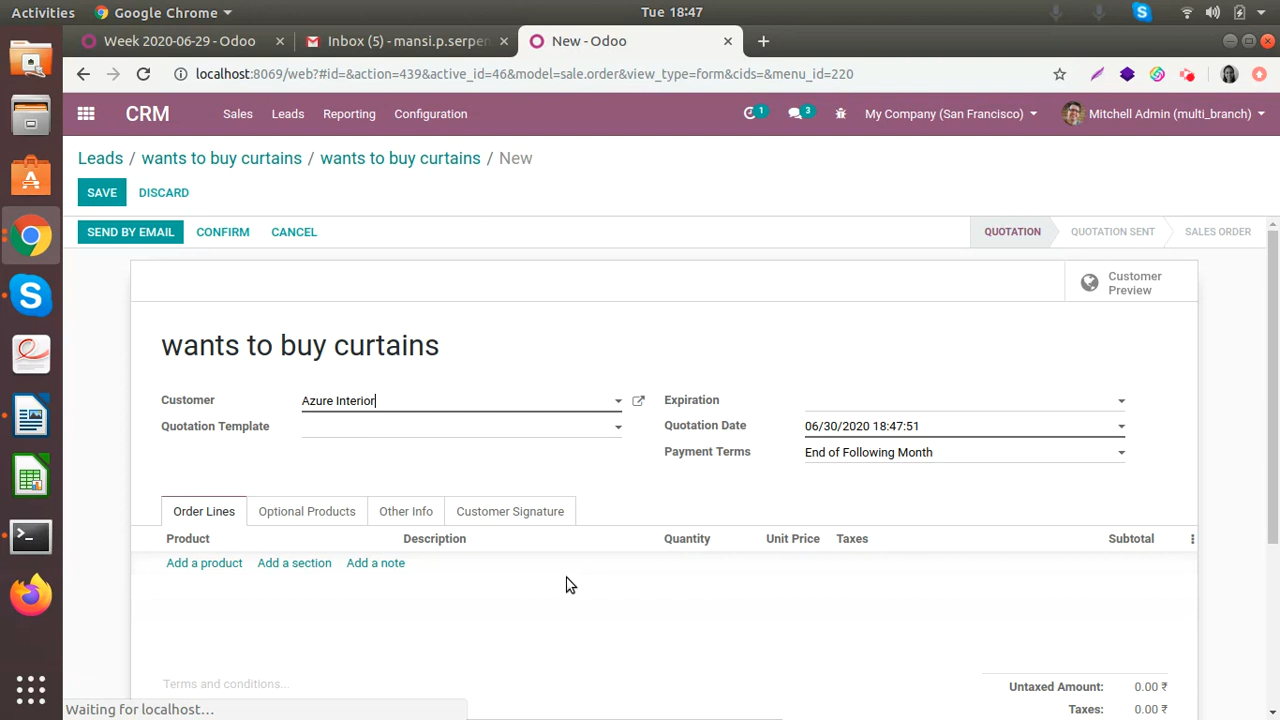 Activities Google Chrome Tue 18:47
Week 2020-06-29 - Odoo Inbox (5) - mansi.p.serpen New - Odoo
localhost:8069/web?#id=&action=439&active_id=46&model=sale.order&view_type=form&cids=&menu_id=220
CRM Sales Leads Reporting Configuration 1 3 My Company (San Francisco) Mitchell Admin (multi_branch)
Leads / wants to buy curtains / wants to buy curtains / New
SAVE DISCARD
SEND BY EMAIL CONFIRM CANCEL QUOTATION QUOTATION SENT SALES ORDER
Customer Preview
wants to buy curtains
Customer Azure Interior Expiration
Quotation Template Quotation Date 06/30/2020 18:47:51
Payment Terms End of Following Month
Order Lines Optional Products Other Info Customer Signature
Product Description Quantity Unit Price Taxes Subtotal
Add a product Add a section Add a note
Terms and conditions...
Untaxed Amount: 0.00 ₹
Taxes: 0.00 ₹
Waiting for localhost...